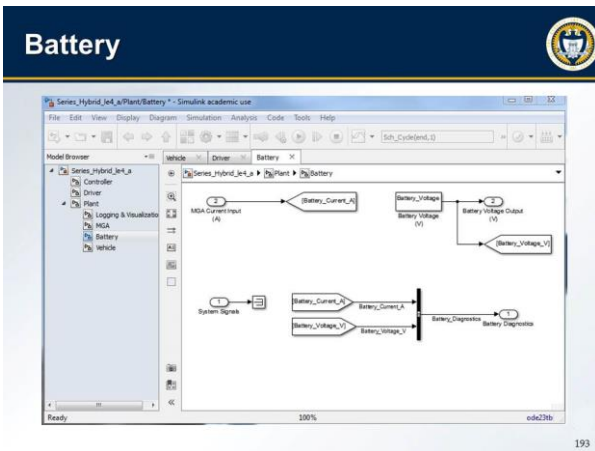 Battery
Series_Hybrid_le4_a/Plant/Battery * - Simulink academic use
File Edit View Display Diagram Simulation Analysis Code Tools Help
Sch_Cycle(end,1)
Model Browser
Vehicle Driver Battery
Series_Hybrid_le4_a
Controller
Driver
Plant
Logging & Visualizatio
MGA
Battery
Vehicle
Series_Hybrid_le4_a Plant Battery
2
MGA Current Input
(A)
[Battery_Current_A]
Battery_Voltage
Battery Voltage
(V)
2
Battery Voltage Output
(V)
[Battery_Voltage_V]
1
System Signals
[Battery_Current_A]
Battery_Current_A
[Battery_Voltage_V]
Battery_Voltage_V
Battery_Diagnostics
1
Battery Diagnostics
Ready
100%
ode23tb
193